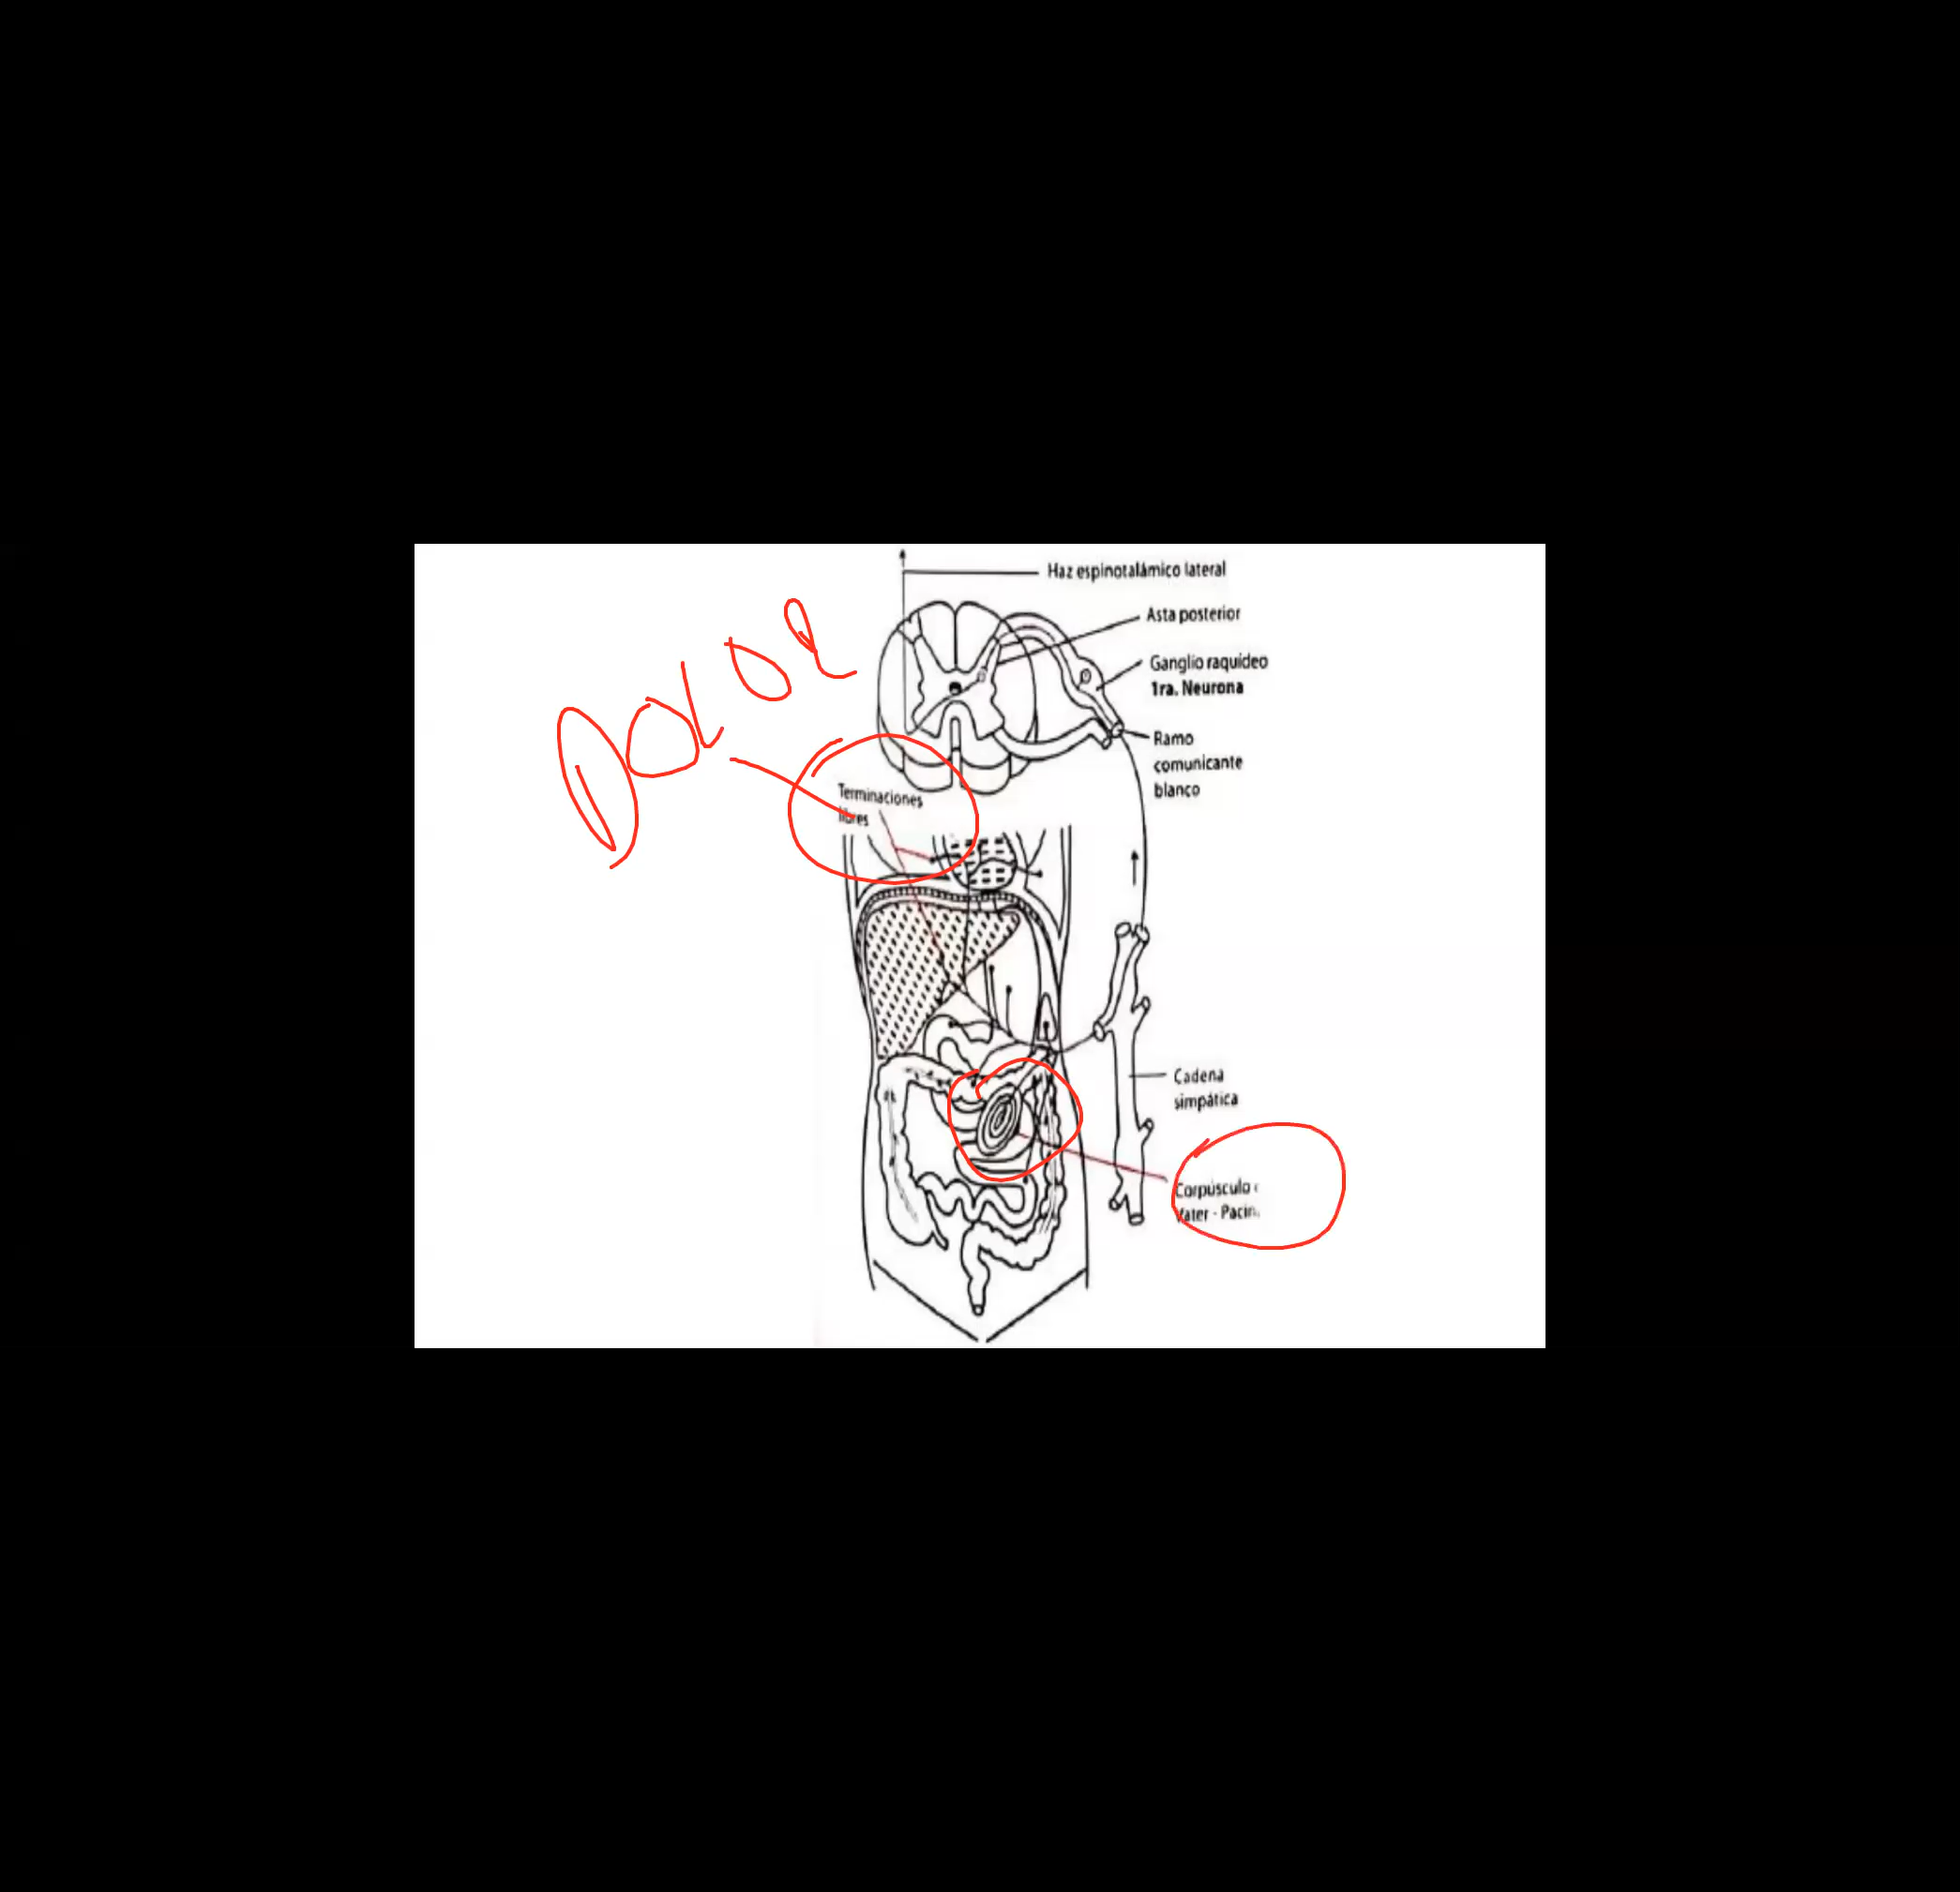 Haz espinotalámico lateral
Asta posterior
Ganglio raquídeo
1ra. Neurona
Ramo
comunicante
blanco
DOLOR
Terminaciones
libres
Cadena
simpática
Corpúsculo
Vater - Pacin